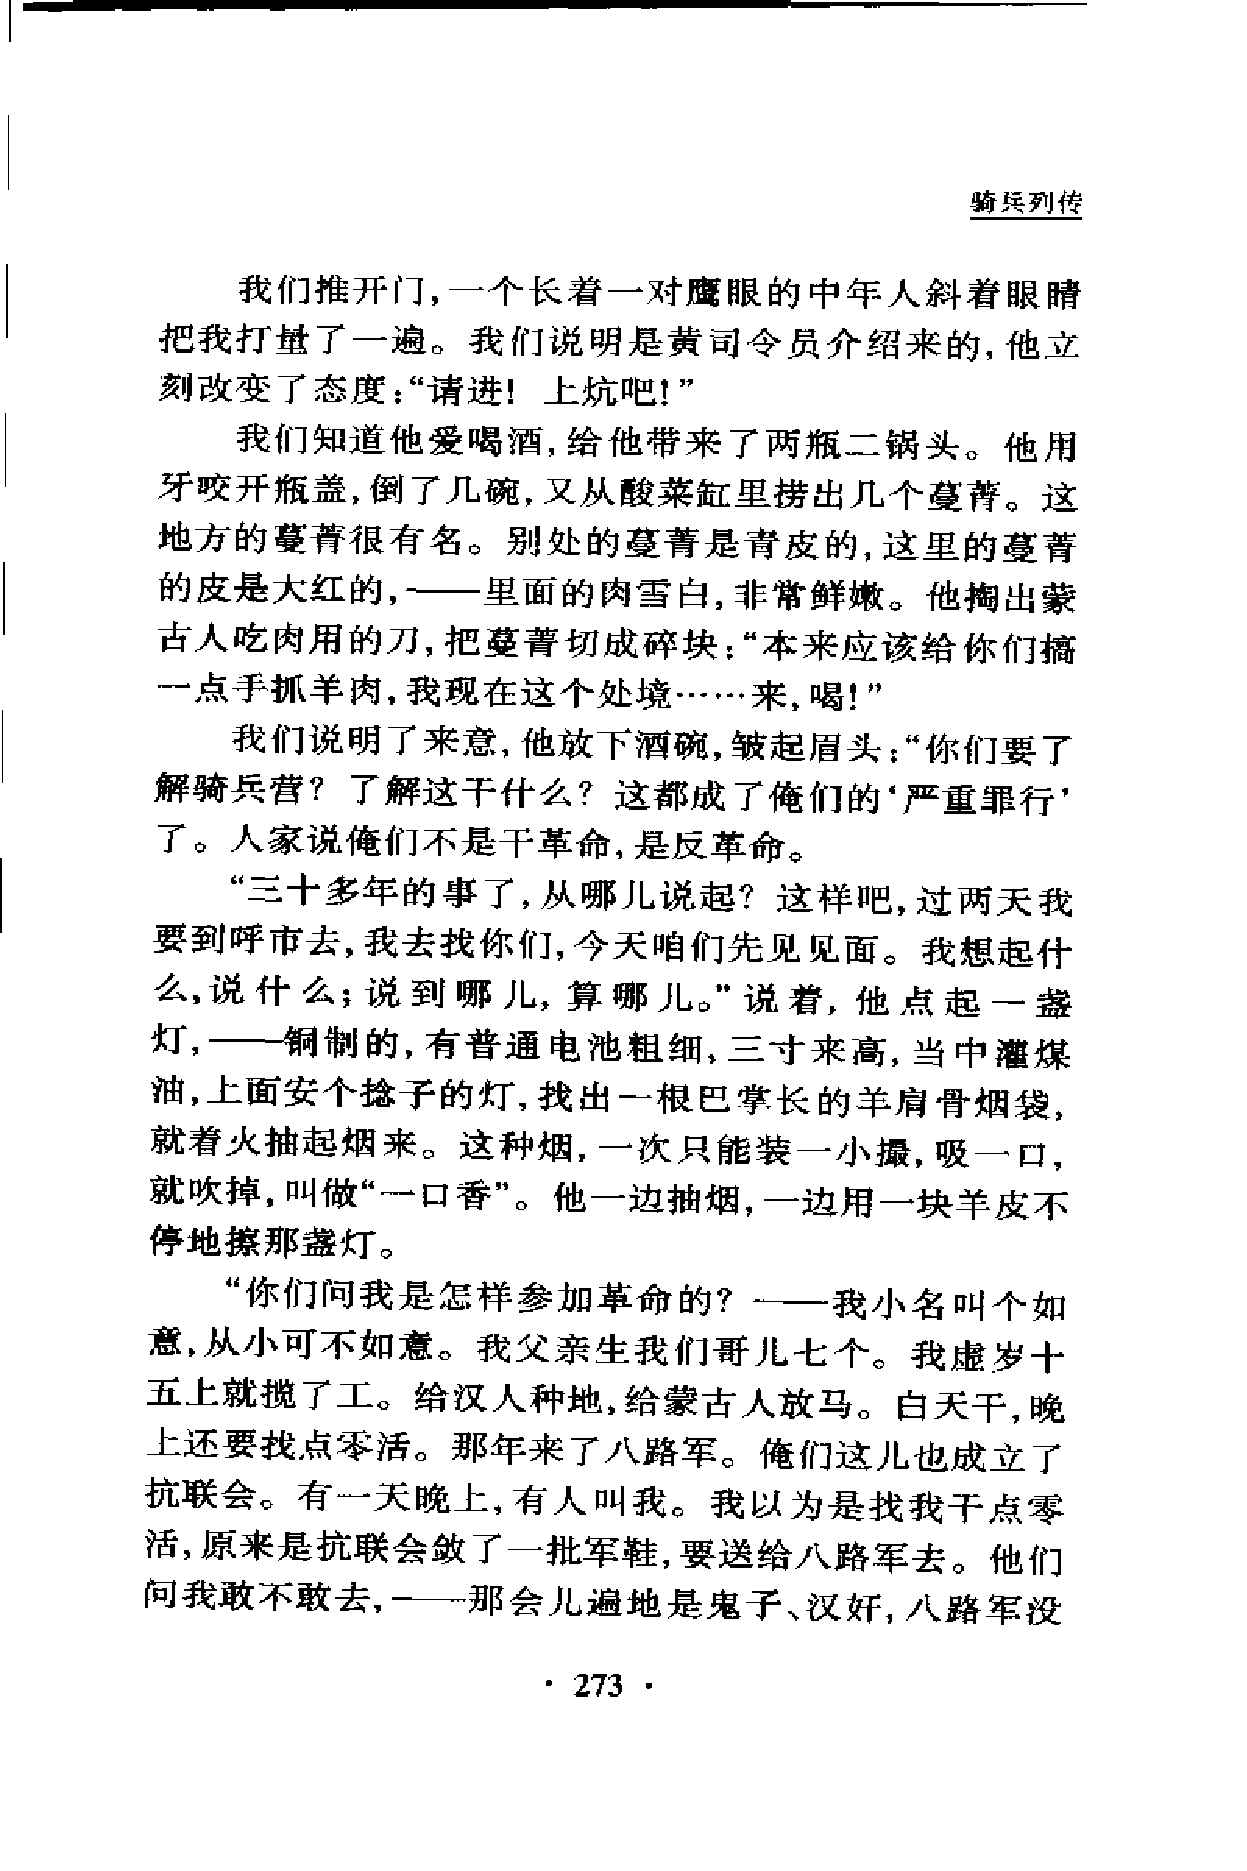 骑兵列传
我们推开门,一个长着一对鹰眼的中年人斜着眼睛
把我打量了一遍。我们说明是黄司令员介绍来的,他立
刻改变了态度:“请进! 上炕吧!”
我们知道他爱喝酒,给他带来了两瓶二锅头。他用
牙咬开瓶盖,倒了几碗,又从酸菜缸里捞出几个蔓菁。这
地方的蔓菁很有名。别处的蔓菁是青皮的,这里的蔓菁
的皮是大红的,——里面的肉雪白,非常鲜嫩。他掏出蒙
古人吃肉用的刀,把蔓菁切成碎块:“本来应该给你们搞
一点手抓羊肉,我现在这个处境……来,喝!”
我们说明了来意,他放下酒碗,皱起眉头:“你们要了
解骑兵营? 了解这干什么? 这都成了俺们的‘严重罪行’
了。人家说俺们不是干革命,是反革命。
“三十多年的事了,从哪儿说起? 这样吧,过两天我
要到呼市去,我去找你们,今天咱们先见见面。我想起什
么,说什么;说到哪儿,算哪儿。”说着,他点起一盏
灯,——铜制的,有普通电池粗细,三寸来高,当中灌煤
油,上面安个捻子的灯,找出一根巴掌长的羊肩骨烟袋,
就着火抽起烟来。这种烟,一次只能装一小撮,吸一口,
就吹掉,叫做“一口香”。他一边抽烟,一边用一块羊皮不
停地擦那盏灯。
“你们问我是怎样参加革命的? ——我小名叫个如
意,从小可不如意。我父亲生我们哥儿七个。我虚岁十
五上就揽了工。给汉人种地,给蒙古人放马。白天干,晚
上还要找点零活。那年来了八路军。俺们这儿也成立了
抗联会。有一天晚上,有人叫我。我以为是找我干点零
活,原来是抗联会敛了一批军鞋,要送给八路军去。他们
问我敢不敢去,——那会儿遍地是鬼子、汉奸,八路军没
· 273 ·